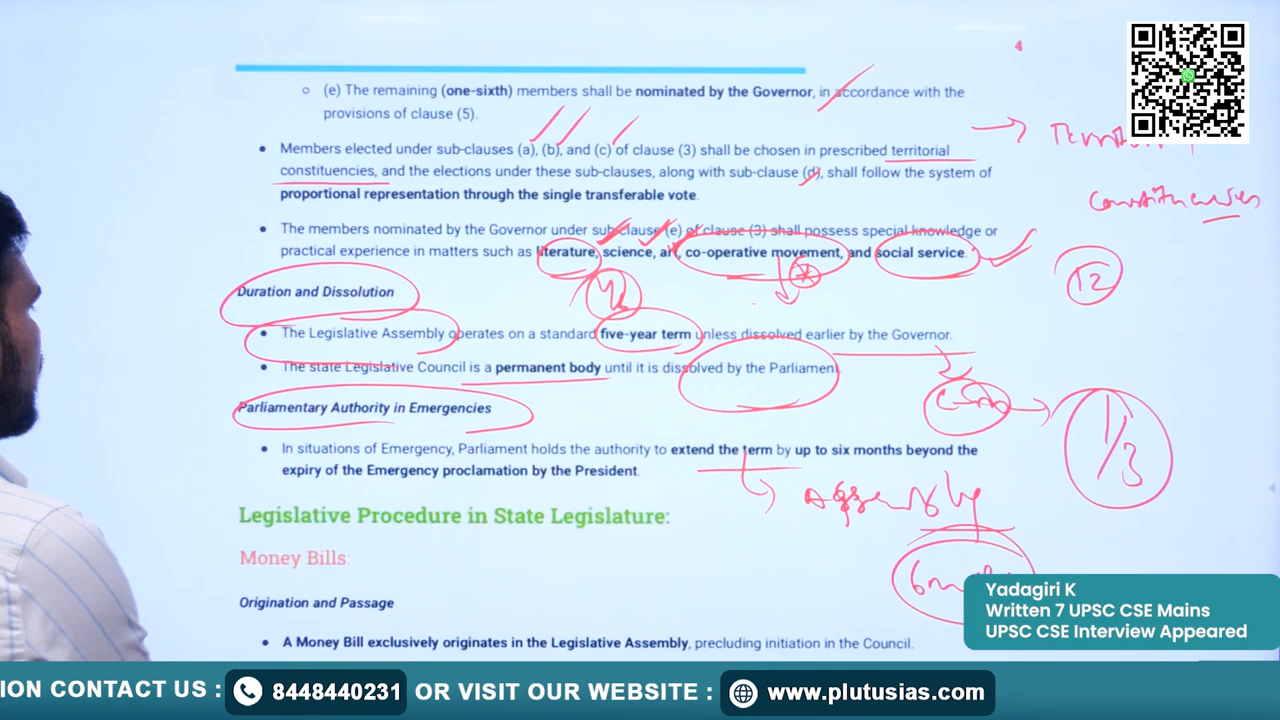 4
(e) The remaining (one-sixth) members shall be nominated by the Governor, in accordance with the
provisions of clause (5).
Members elected under sub-clauses (a), (b), and (c) of clause (3) shall be chosen in prescribed territorial
constituencies, and the elections under these sub-clauses, along with sub-clause (d), shall follow the system of
proportional representation through the single transferable vote.
The members nominated by the Governor under sub-clause (e) of clause (3) shall possess special knowledge or
practical experience in matters such as literature, science, art, co-operative movement, and social service.
12
Duration and Dissolution
The Legislative Assembly operates on a standard five-year term unless dissolved earlier by the Governor.
The state Legislative Council is a permanent body until it is dissolved by the Parliament.
1/3
Parliamentary Authority in Emergencies
In situations of Emergency, Parliament holds the authority to extend the term by up to six months beyond the
expiry of the Emergency proclamation by the President.
Assembly
Legislative Procedure in State Legislature:
Money Bills:
Origination and Passage
A Money Bill exclusively originates in the Legislative Assembly, precluding initiation in the Council.
Yadagiri K
Written 7 UPSC CSE Mains
UPSC CSE Interview Appeared
ION CONTACT US : 8448440231 OR VISIT OUR WEBSITE : www.plutusias.com